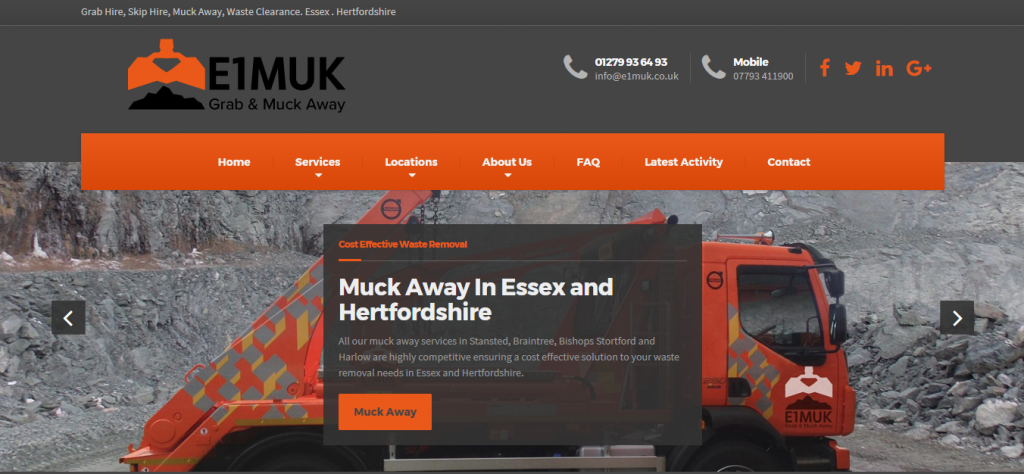 Grab Hire, Skip Hire, Muck Away, Waste Clearance. Essex . Hertfordshire
E1MUK
Grab & Muck Away
01279 93 64 93
info@e1muk.co.uk
Mobile
07793 411900
Home
Services
Locations
About Us
FAQ
Latest Activity
Contact
Cost Effective Waste Removal
Muck Away In Essex and
Hertfordshire
All our muck away services in Stansted, Braintree, Bishops Stortford and
Harlow are highly competitive ensuring a cost effective solution to your waste
removal needs in Essex and Hertfordshire.
Muck Away
E1MUK
Grab & Muck Away